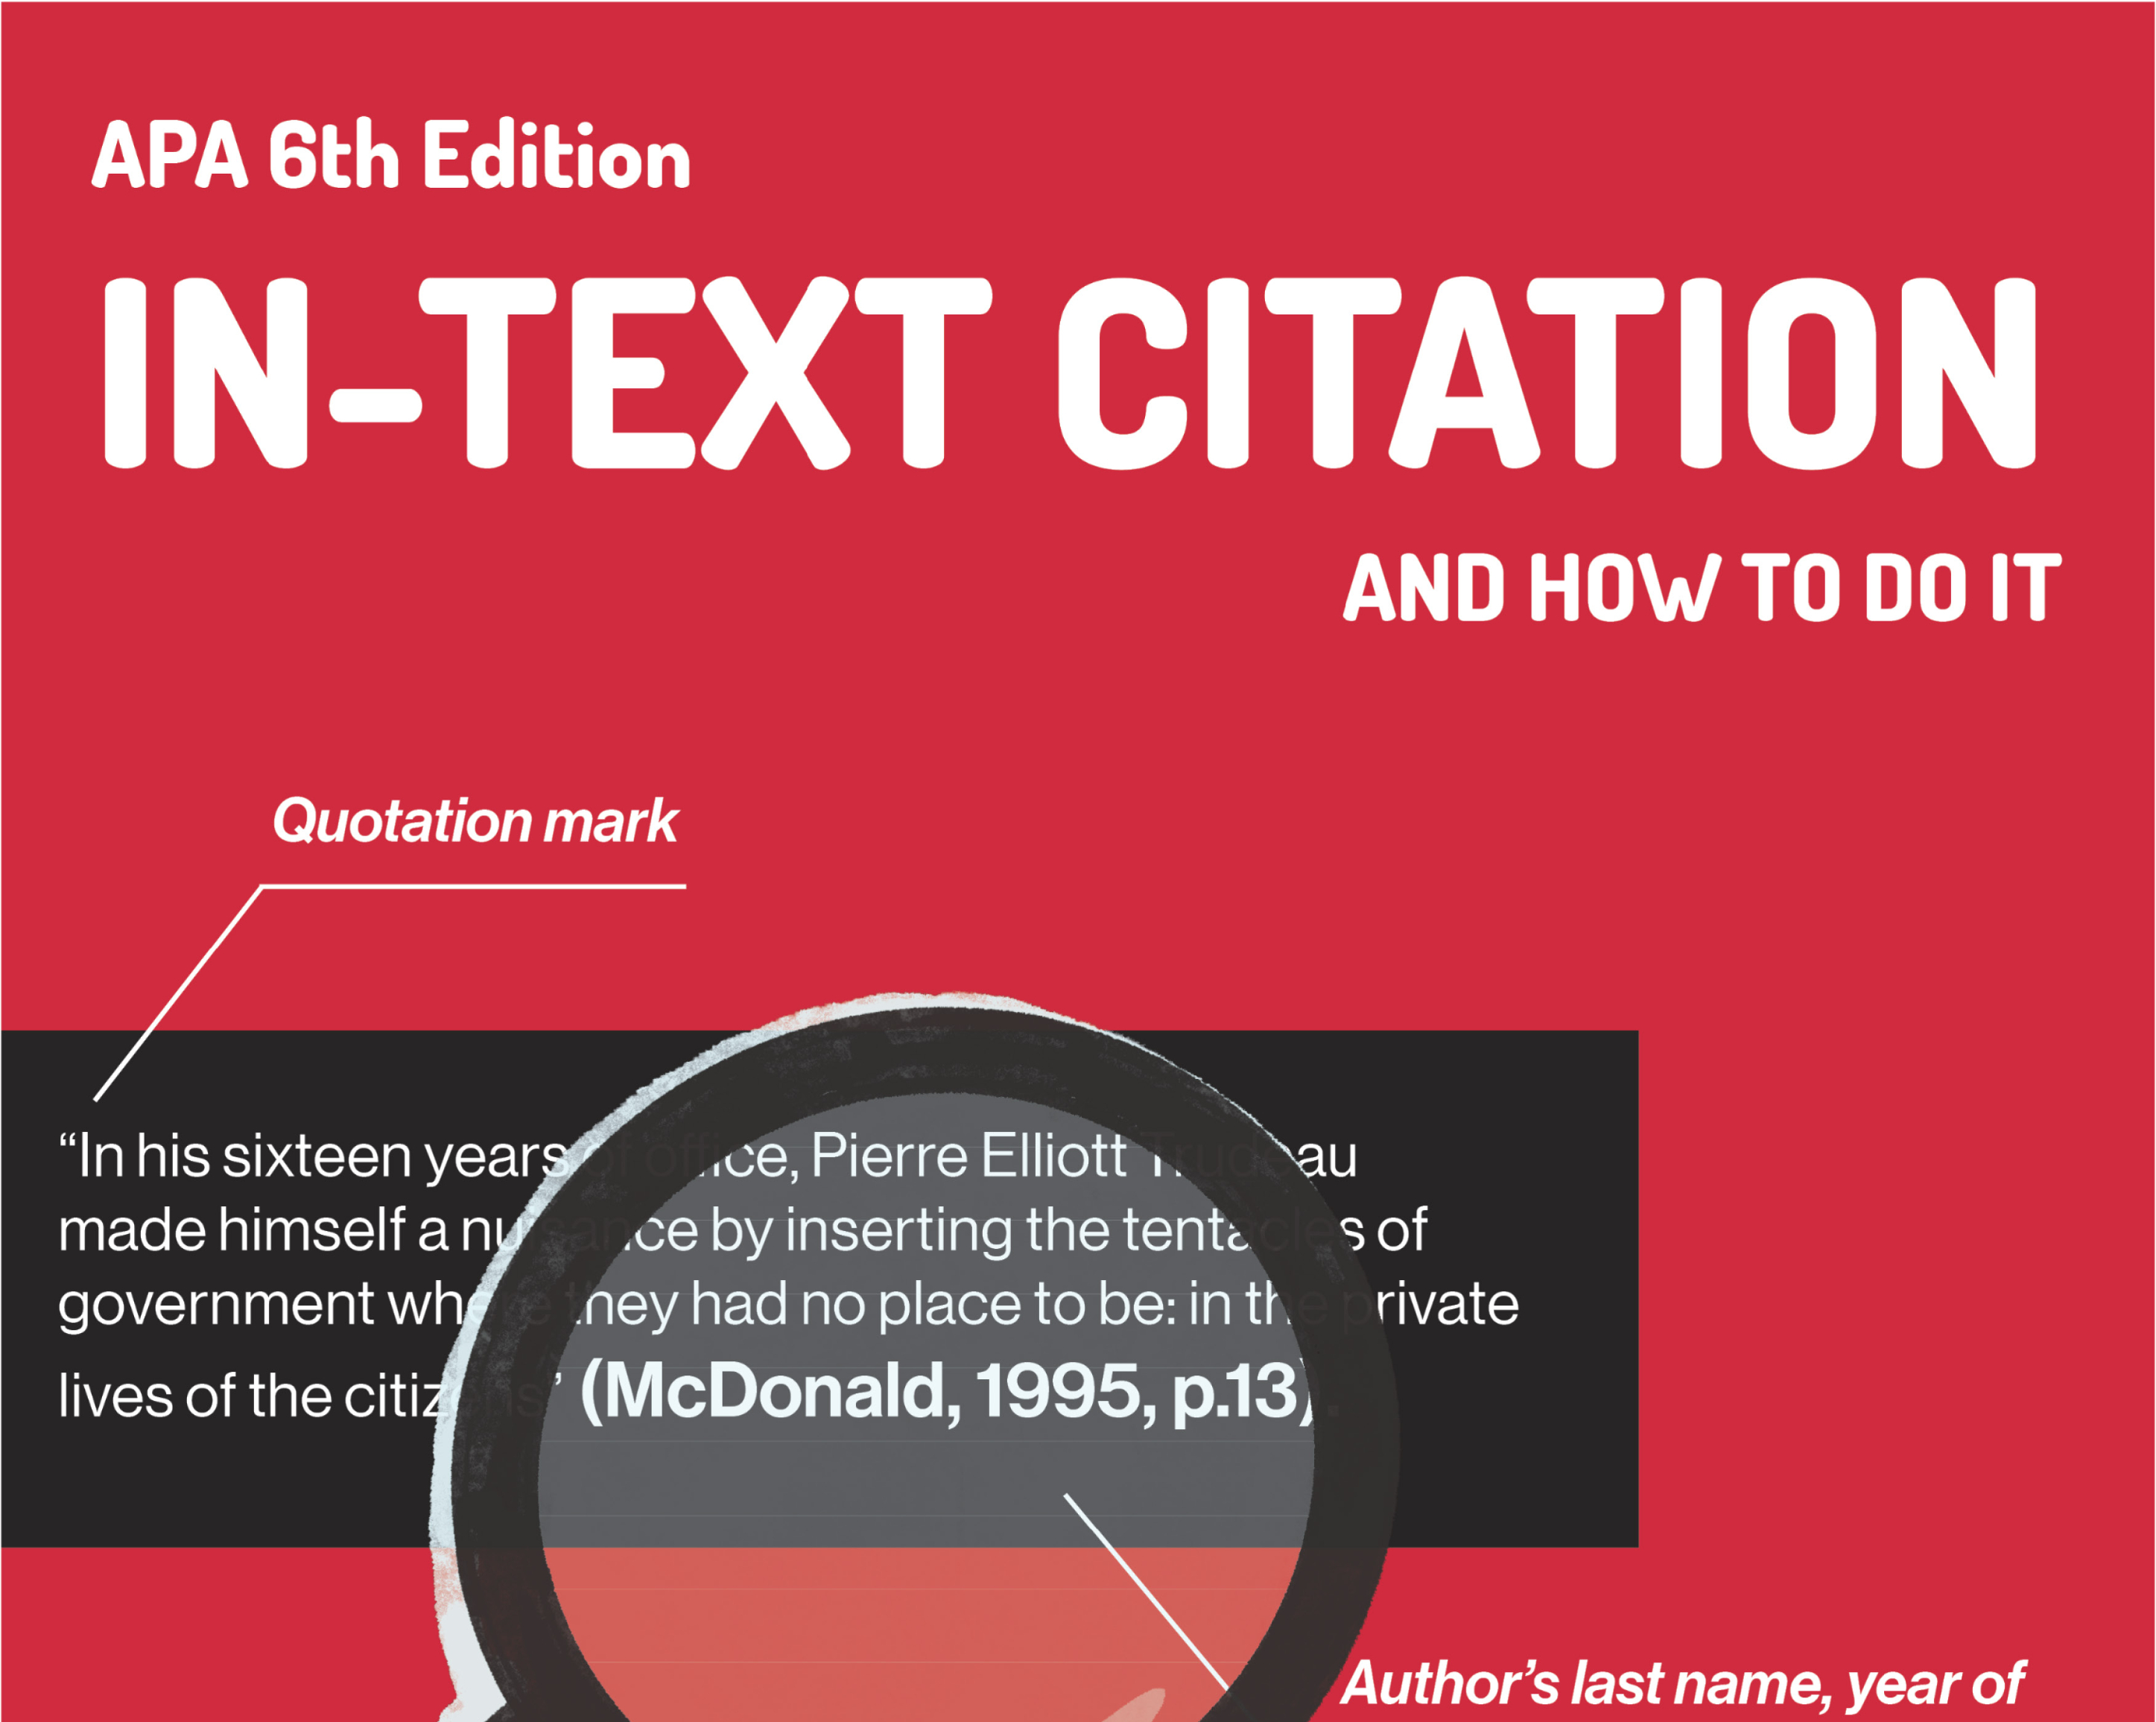 APA 6th Edition
IN-TEXT CITATION
AND HOW TO DO IT
Quotation mark
“In his sixteen years of office, Pierre Elliott Trudeau
made himself a nuisance by inserting the tentacles of
government where they had no place to be: in the private
lives of the citizens” (McDonald, 1995, p.13).
Author’s last name, year of